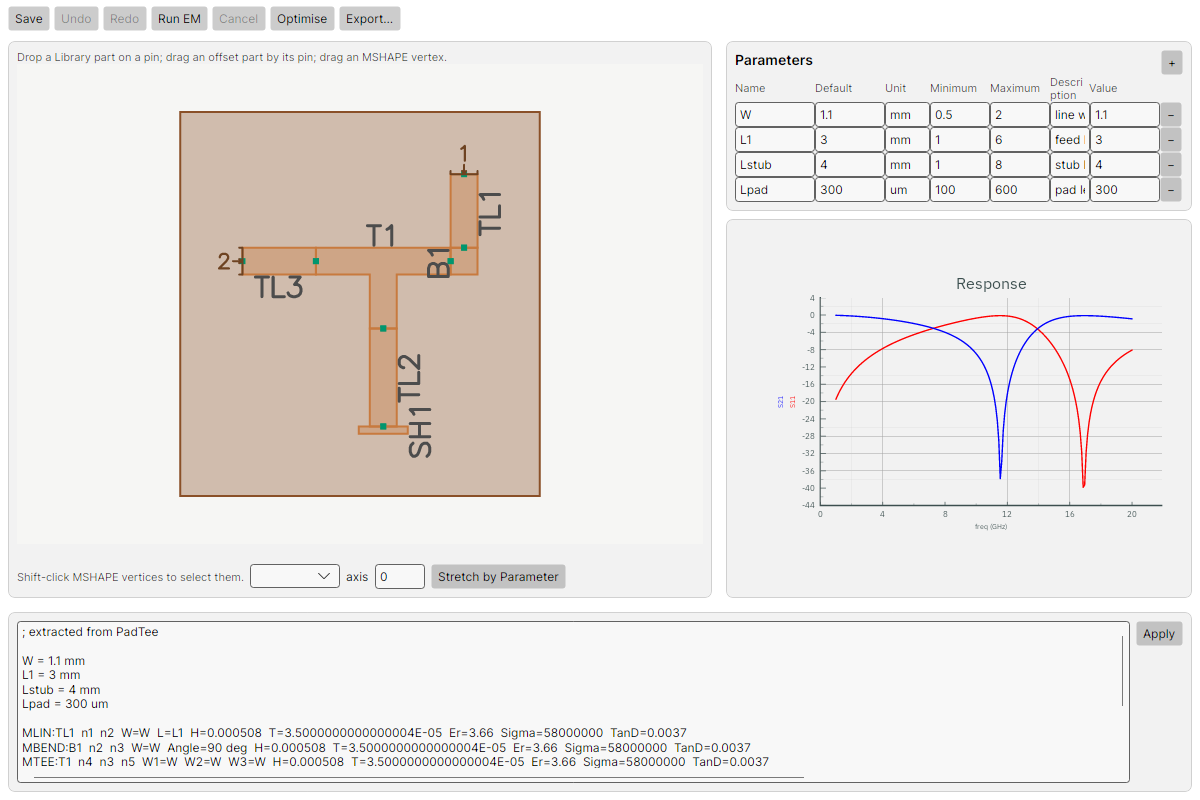 Save Undo Redo Run EM Cancel Optimise Export...
Drop a Library part on a pin; drag an offset part by its pin; drag an MSHAPE vertex.
1
TL1
T1
B1
2
TL3
TL2
SH1
Shift-click MSHAPE vertices to select them. axis 0 Stretch by Parameter
Parameters
+
Name Default Unit Minimum Maximum Descri
ption Value
W 1.1 mm 0.5 2 line w 1.1 -
L1 3 mm 1 6 feed 3 -
Lstub 4 mm 1 8 stub 4 -
Lpad 300 um 100 600 pad le 300 -
Response
4
0
-4
-8
-12
-16
-20
-24
-28
-32
-36
-40
-44
S21
S11
0 4 8 12 16 20
freq (GHz)
; extracted from PadTee
W = 1.1 mm
L1 = 3 mm
Lstub = 4 mm
Lpad = 300 um
MLIN:TL1 n1 n2 W=W L=L1 H=0.000508 T=3.5000000000000004E-05 Er=3.66 Sigma=58000000 TanD=0.0037
MBEND:B1 n2 n3 W=W Angle=90 deg H=0.000508 T=3.5000000000000004E-05 Er=3.66 Sigma=58000000 TanD=0.0037
MTEE:T1 n4 n3 n5 W1=W W2=W W3=W H=0.000508 T=3.5000000000000004E-05 Er=3.66 Sigma=58000000 TanD=0.0037
Apply